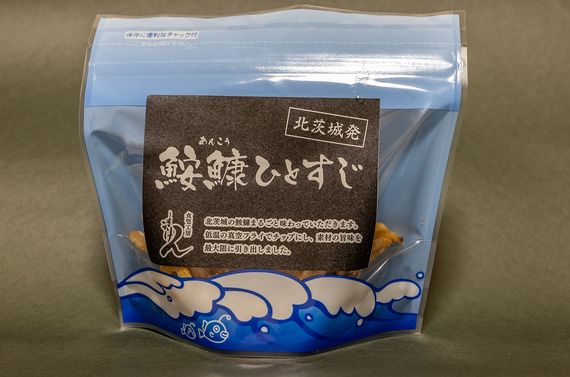 保存に便利なチャック付
北茨城発
あんこう
鮟鱇ひとすじ
食彩工房
北茨城の鮟鱇まるごと味わっていただきます。
低温の真空フライでチップにし、素材の旨味を
最大限に引き出しました。